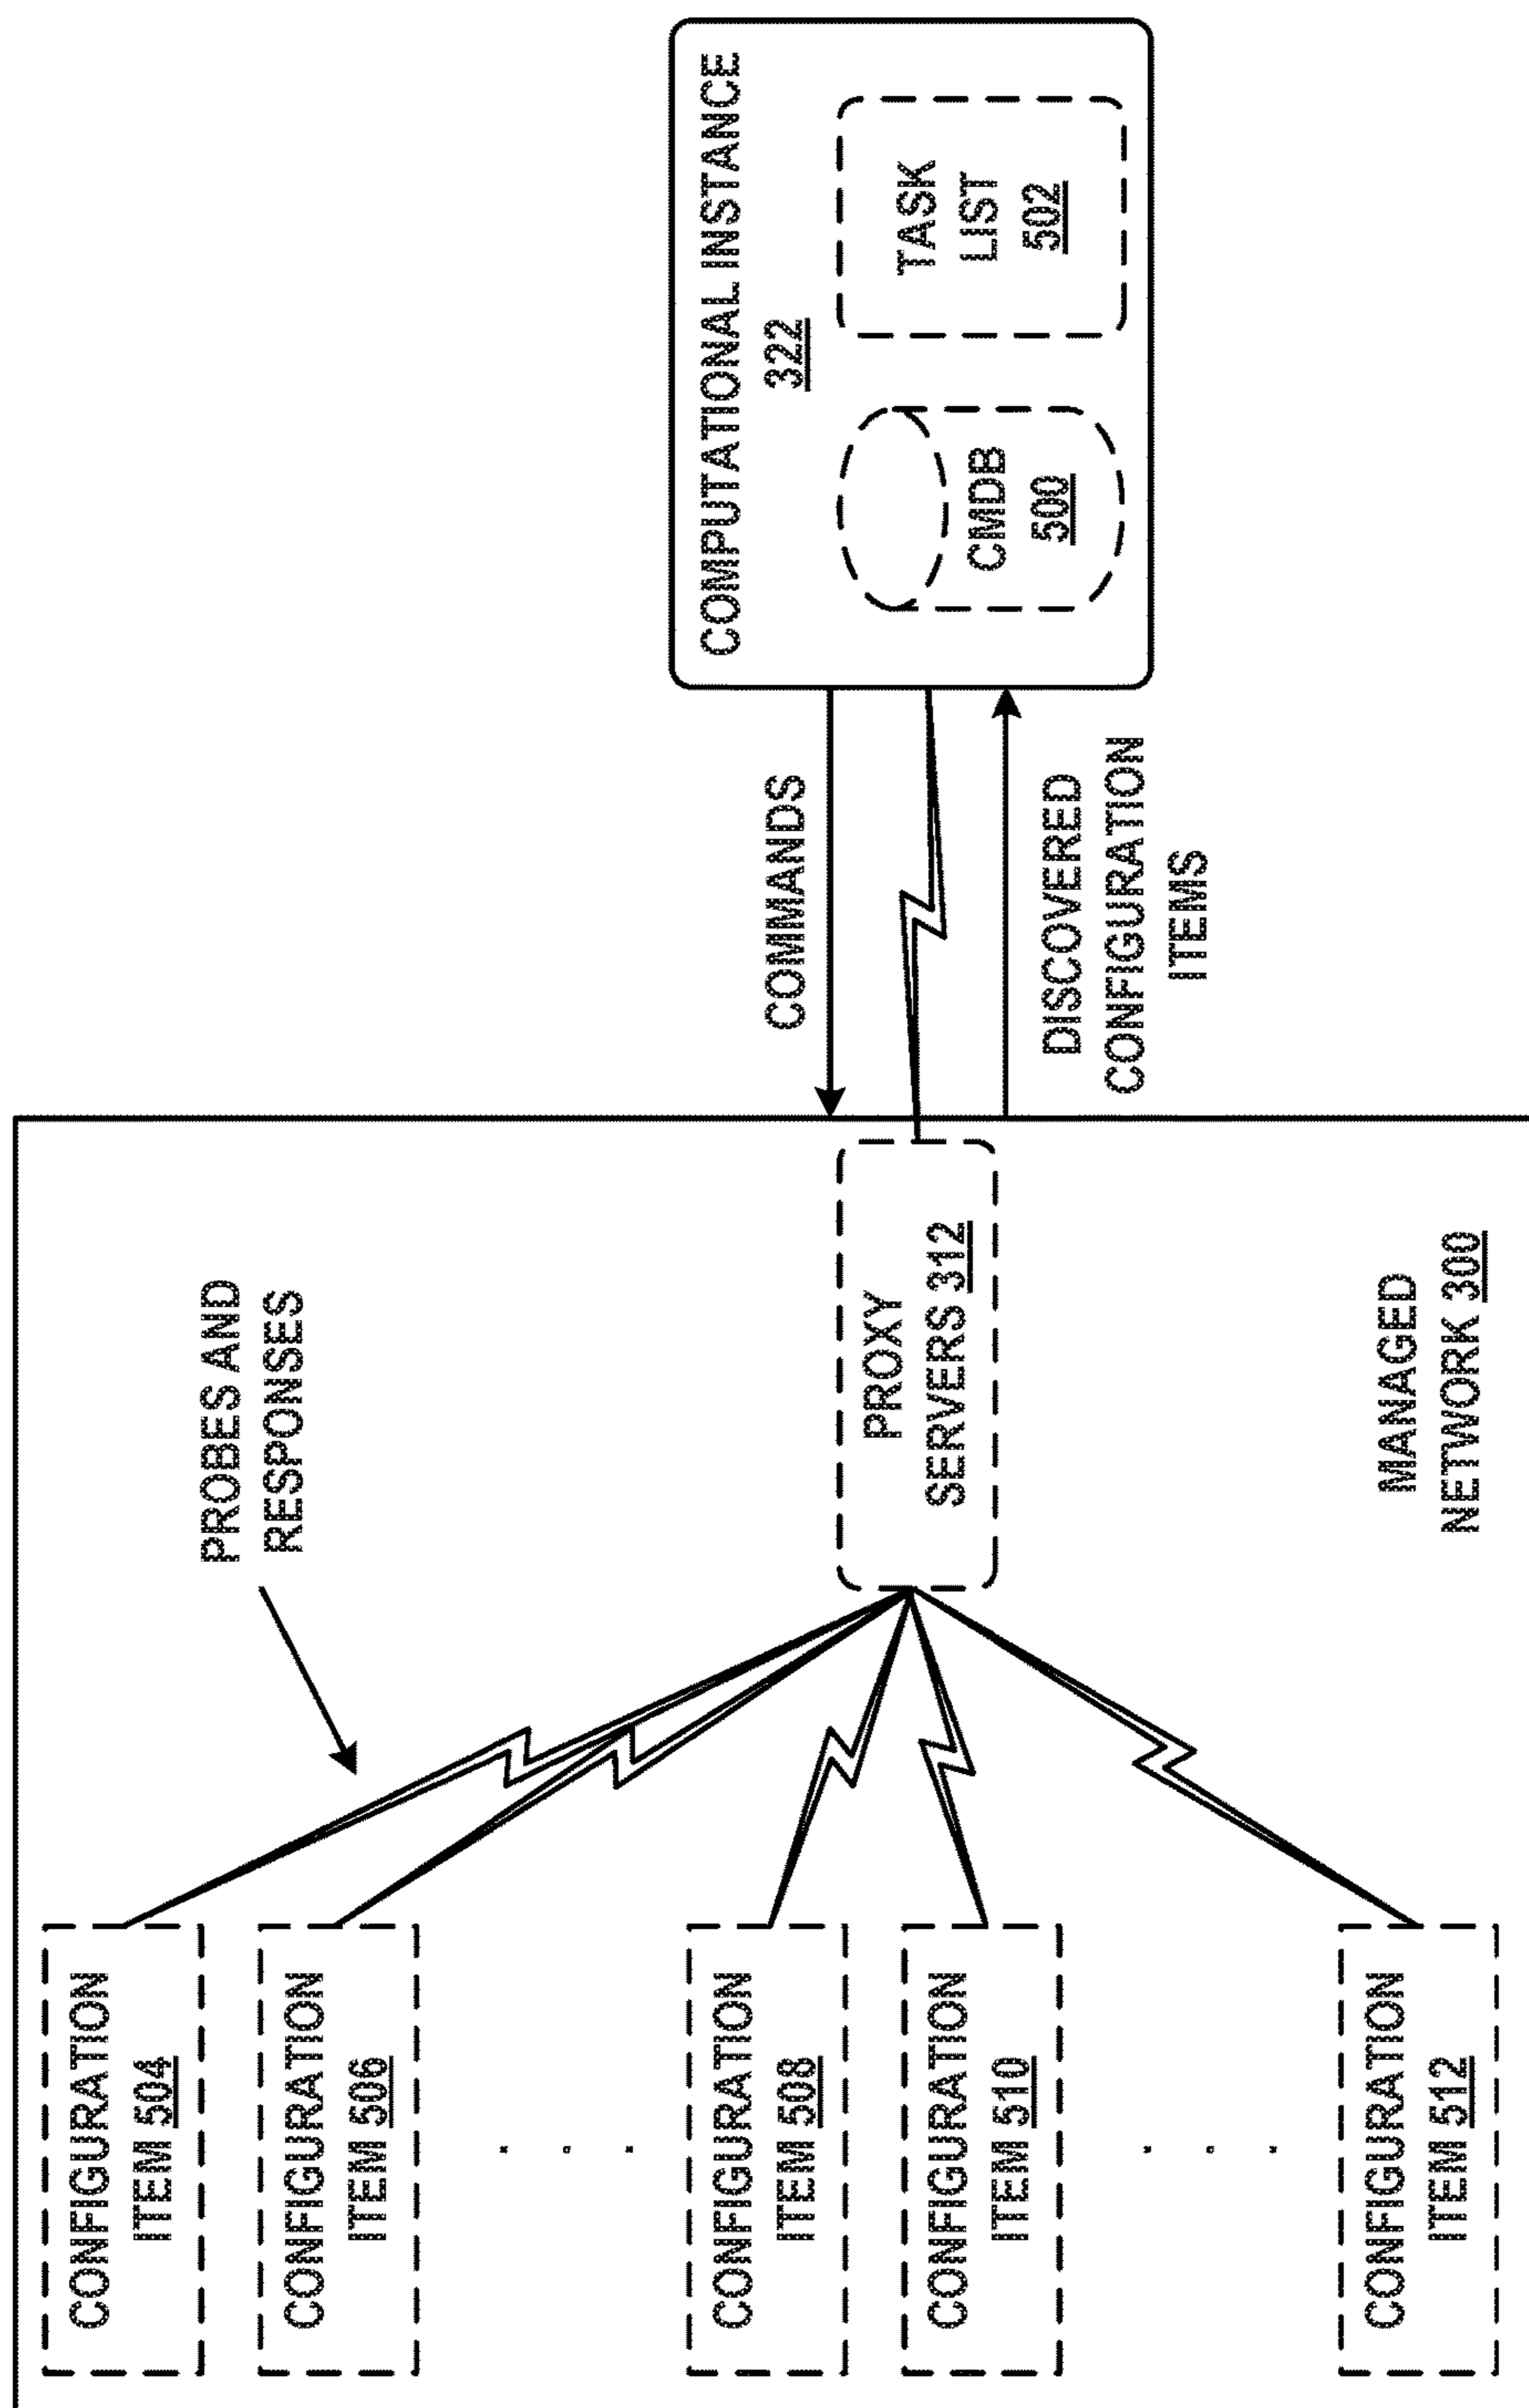 COMPUTATIONAL INSTANCE
322
CMDB
500
TASK
LIST
502
COMMANDS
DISCOVERED
CONFIGURATION
ITEMS
PROBES AND
RESPONSES
PROXY
SERVERS 312
MANAGED
NETWORK 300
CONFIGURATION
ITEM 504
CONFIGURATION
ITEM 506
CONFIGURATION
ITEM 508
CONFIGURATION
ITEM 510
CONFIGURATION
ITEM 512